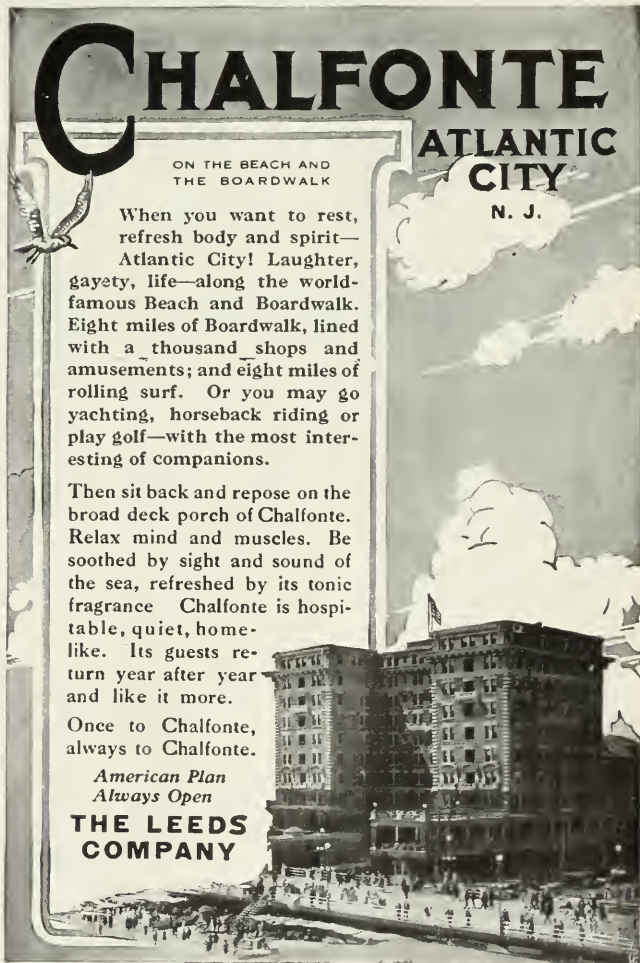 CHALFONTE
ATLANTIC
CITY
N. J.
ON THE BEACH AND
THE BOARDWALK
When you want to rest,
refresh body and spirit—
Atlantic City! Laughter,
gayety, life—along the world-
famous Beach and Boardwalk.
Eight miles of Boardwalk, lined
with a thousand shops and
amusements; and eight miles of
rolling surf. Or you may go
yachting, horseback riding or
play golf—with the most inter-
esting of companions.
Then sit back and repose on the
broad deck porch of Chalfonte.
Relax mind and muscles. Be
soothed by sight and sound of
the sea, refreshed by its tonic
fragrance Chalfonte is hospi-
table, quiet, home-
like. Its guests re-
turn year after year
and like it more.
Once to Chalfonte,
always to Chalfonte.
American Plan
Always Open
THE LEEDS
COMPANY